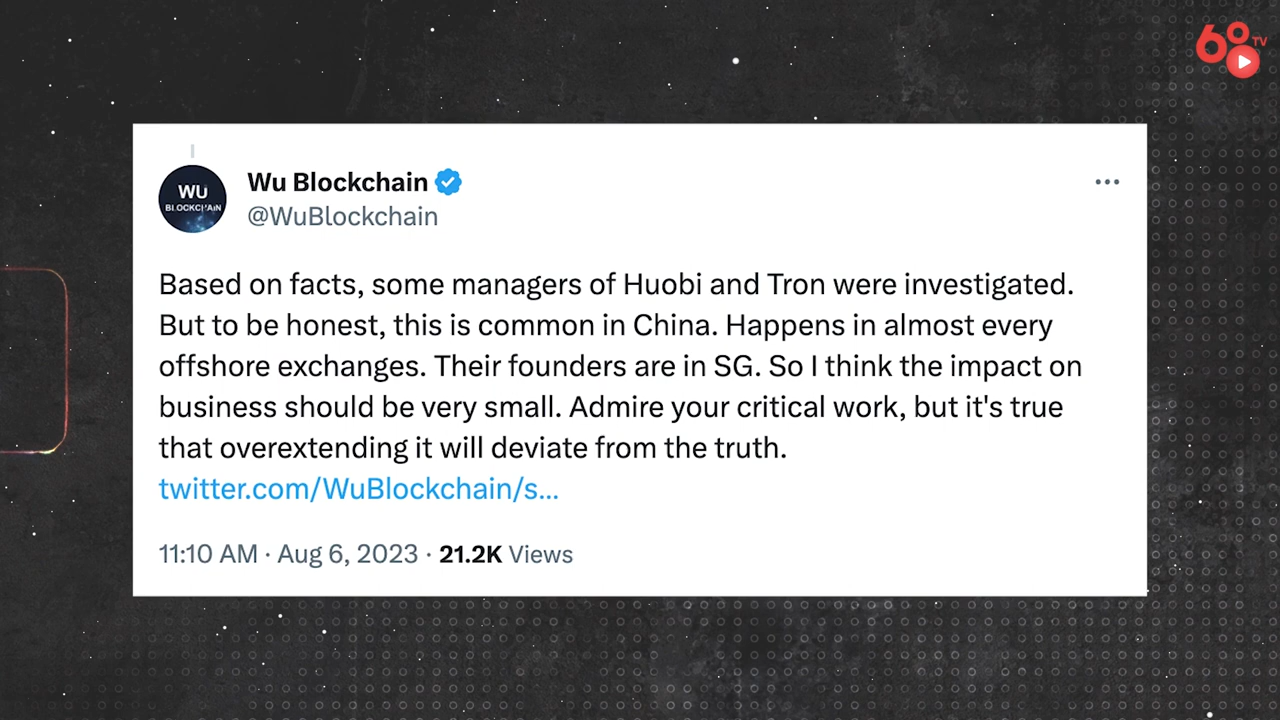 60 TV
Wu Blockchain
@WuBlockchain
WU
BLOCKCHAIN
Based on facts, some managers of Huobi and Tron were investigated.
But to be honest, this is common in China. Happens in almost every
offshore exchanges. Their founders are in SG. So I think the impact on
business should be very small. Admire your critical work, but it's true
that overextending it will deviate from the truth.
twitter.com/WuBlockchain/s...
11:10 AM · Aug 6, 2023 · 21.2K Views